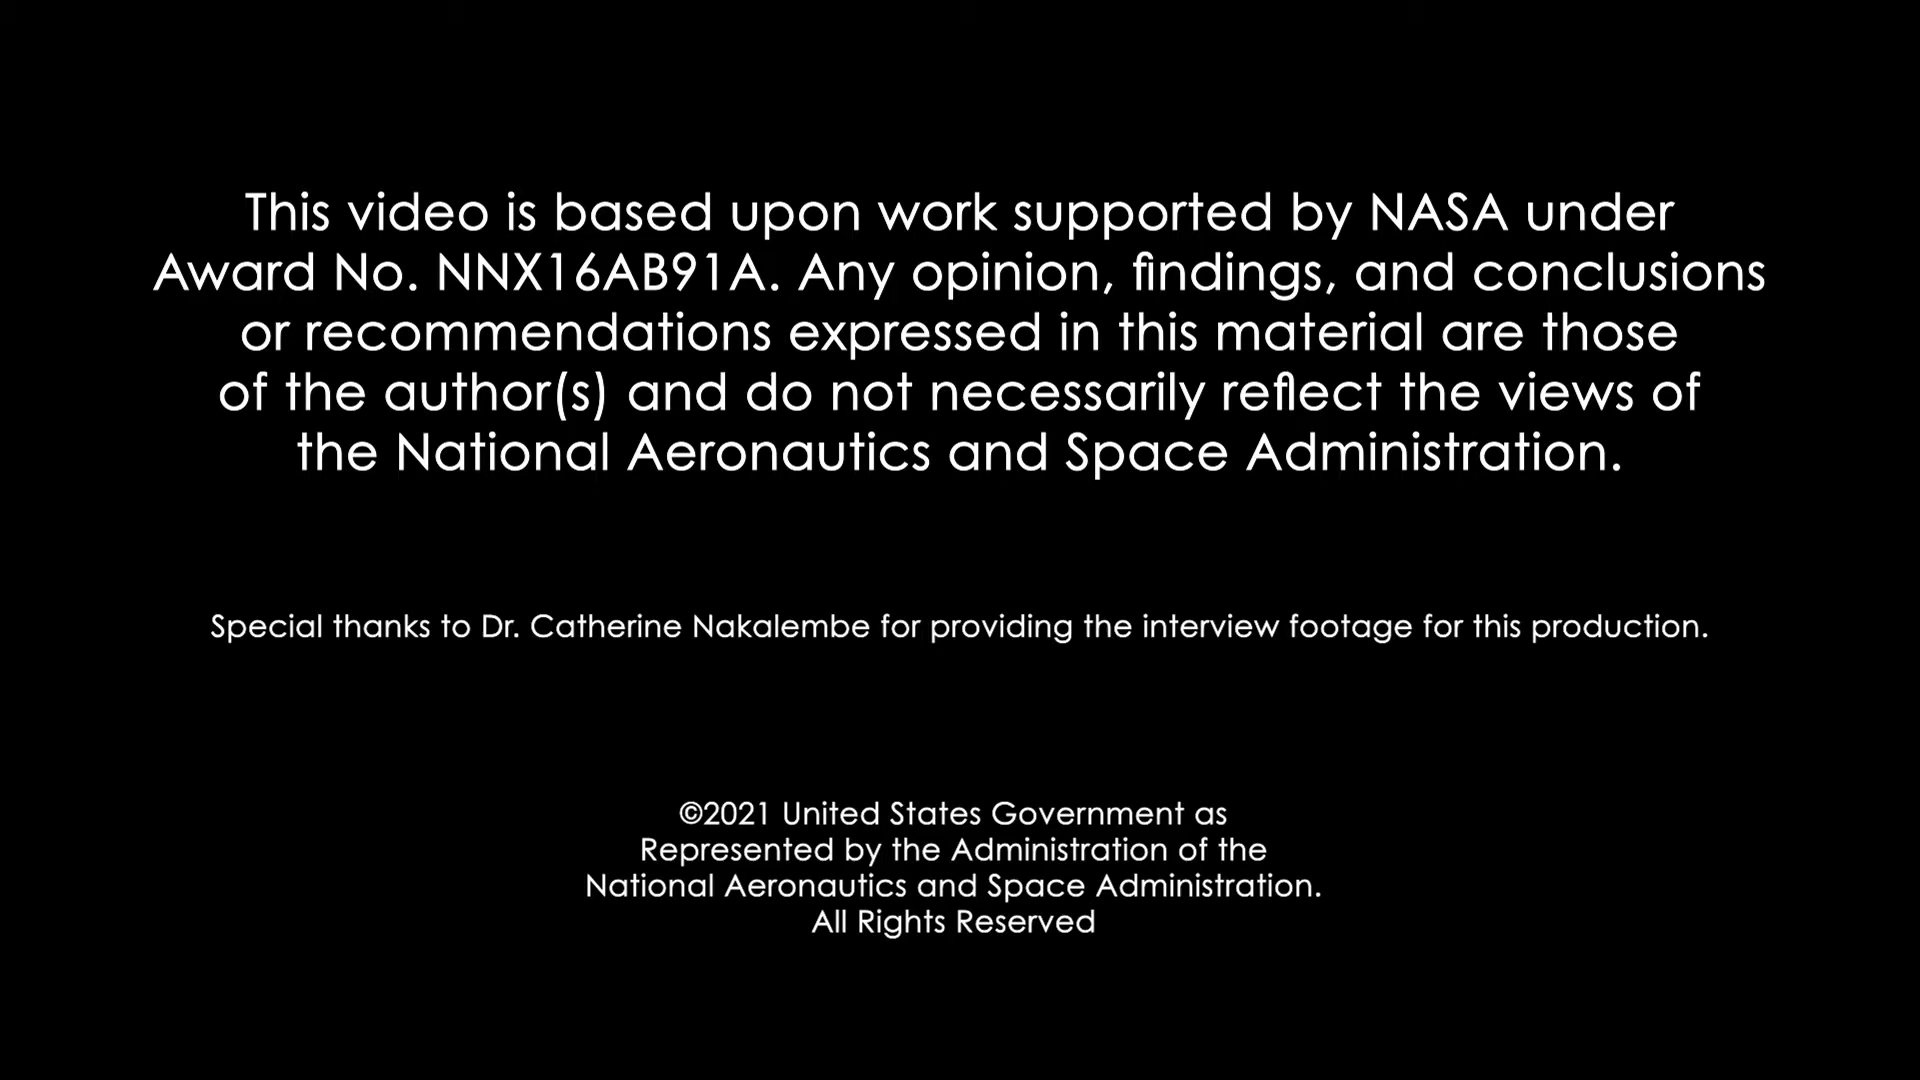 This video is based upon work supported by NASA under
Award No. NNX16AB91A. Any opinion, findings, and conclusions
or recommendations expressed in this material are those
of the author(s) and do not necessarily reflect the views of
the National Aeronautics and Space Administration.
Special thanks to Dr. Catherine Nakalembe for providing the interview footage for this production.
©2021 United States Government as
Represented by the Administration of the
National Aeronautics and Space Administration.
All Rights Reserved